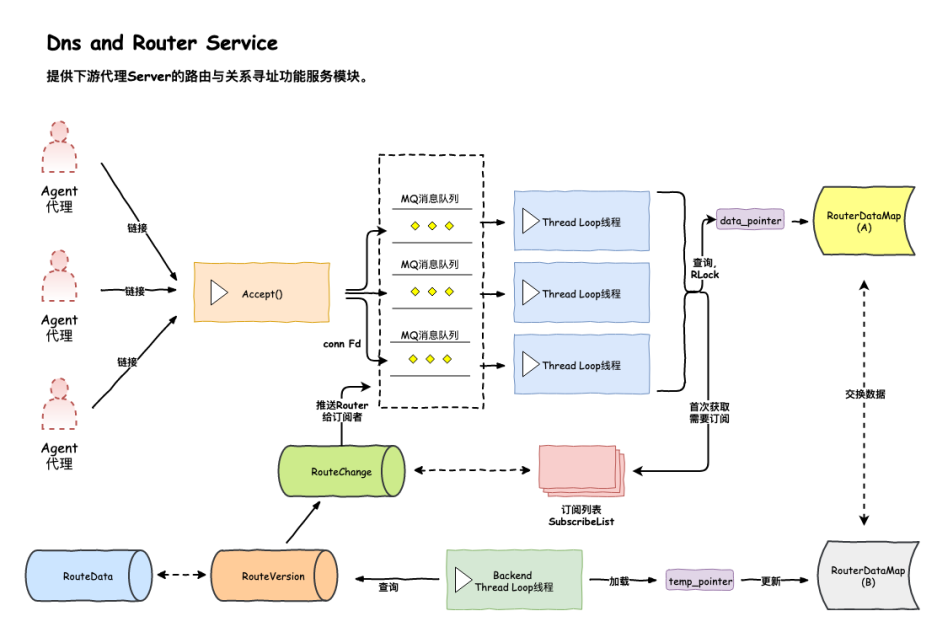 Dns and Router Service
提供下游代理Server的路由与关系寻址功能服务模块。
Agent
代理
链接
Agent
代理
链接
Agent
代理
链接
Accept()
conn Fd
MQ消息队列
MQ消息队列
MQ消息队列
Thread Loop线程
Thread Loop线程
Thread Loop线程
查询,
RLock
data_pointer
RouterDataMap
(A)
首次获取
需要订阅
交换数据
推送Router
给订阅者
RouteChange
订阅列表
SubscribeList
RouteData
RouteVersion
查询
Backend
Thread Loop线程
加载
temp_pointer
更新
RouterDataMap
(B)